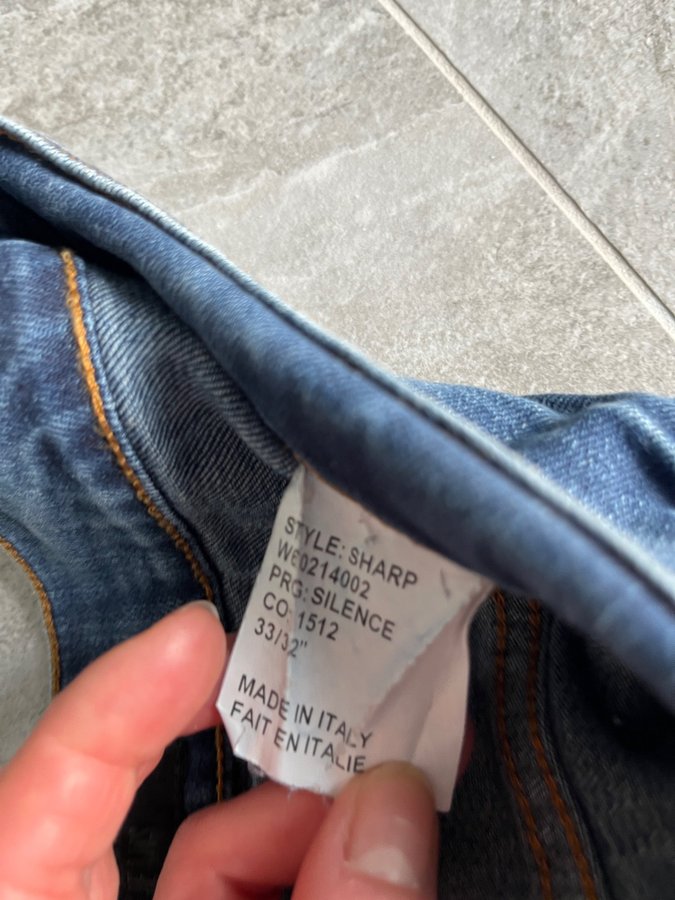 STYLE: SHARP
W60214002
PRG: SILENCE
CO: 1512
33/32"
MADE IN ITALY
FAIT EN ITALIE